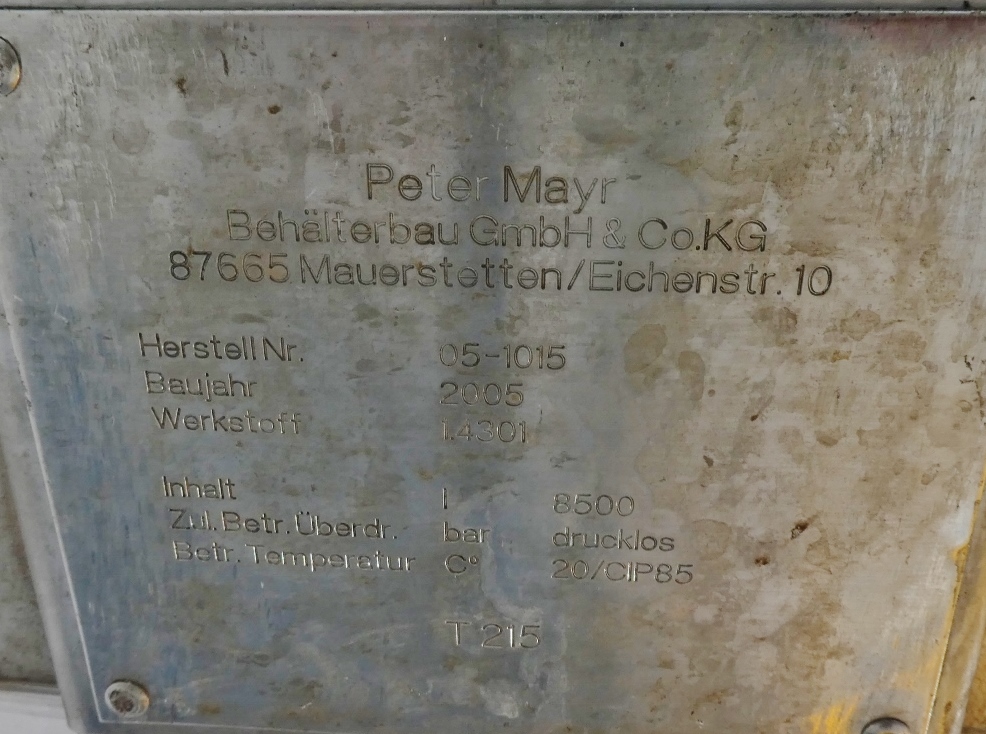 Peter Mayr
Behälterbau GmbH & Co.KG
87665 Mauerstetten/Eichenstr. 10
Herstell Nr. 05-1015
Baujahr 2005
Werkstoff 1.4301
Inhalt l 8500
Zul. Betr. Überdr. bar drucklos
Betr. Temperatur C° 20/CIP85
T 215